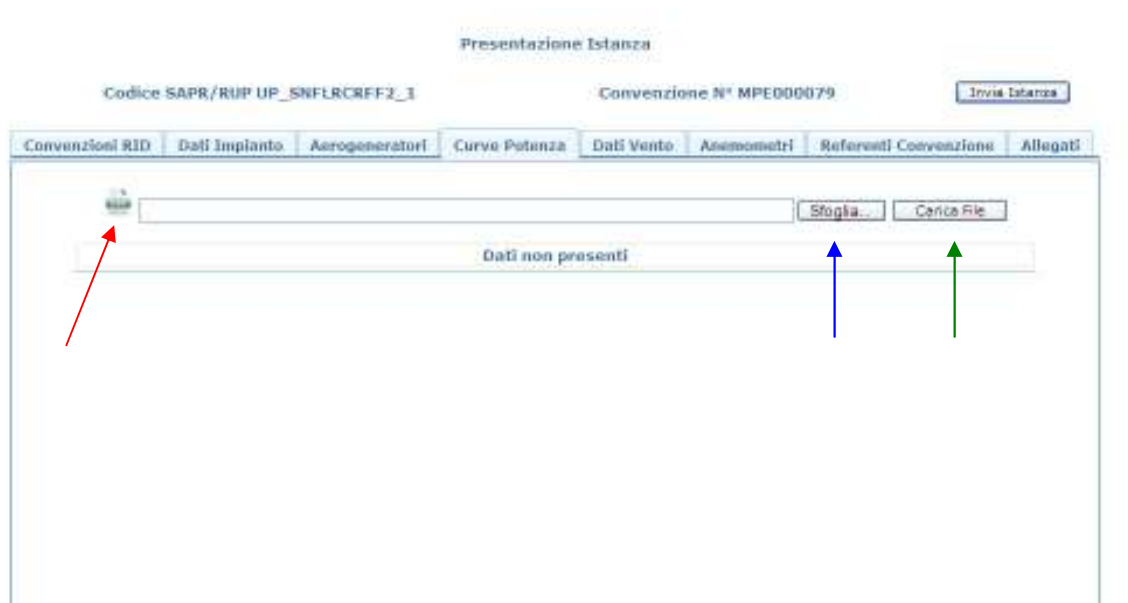 Presentazione Istanza
Codice SAPR/RUP UP_SNFLRCRFF2_1 Convenzione N° MPE000079 Invia Istanza
Convenzioni RID Dati Impianto Aerogeneratori Curve Potenza Dati Vento Anemometri Referenti Convenzione Allegati
Sfoglia... Carica File
Dati non presenti